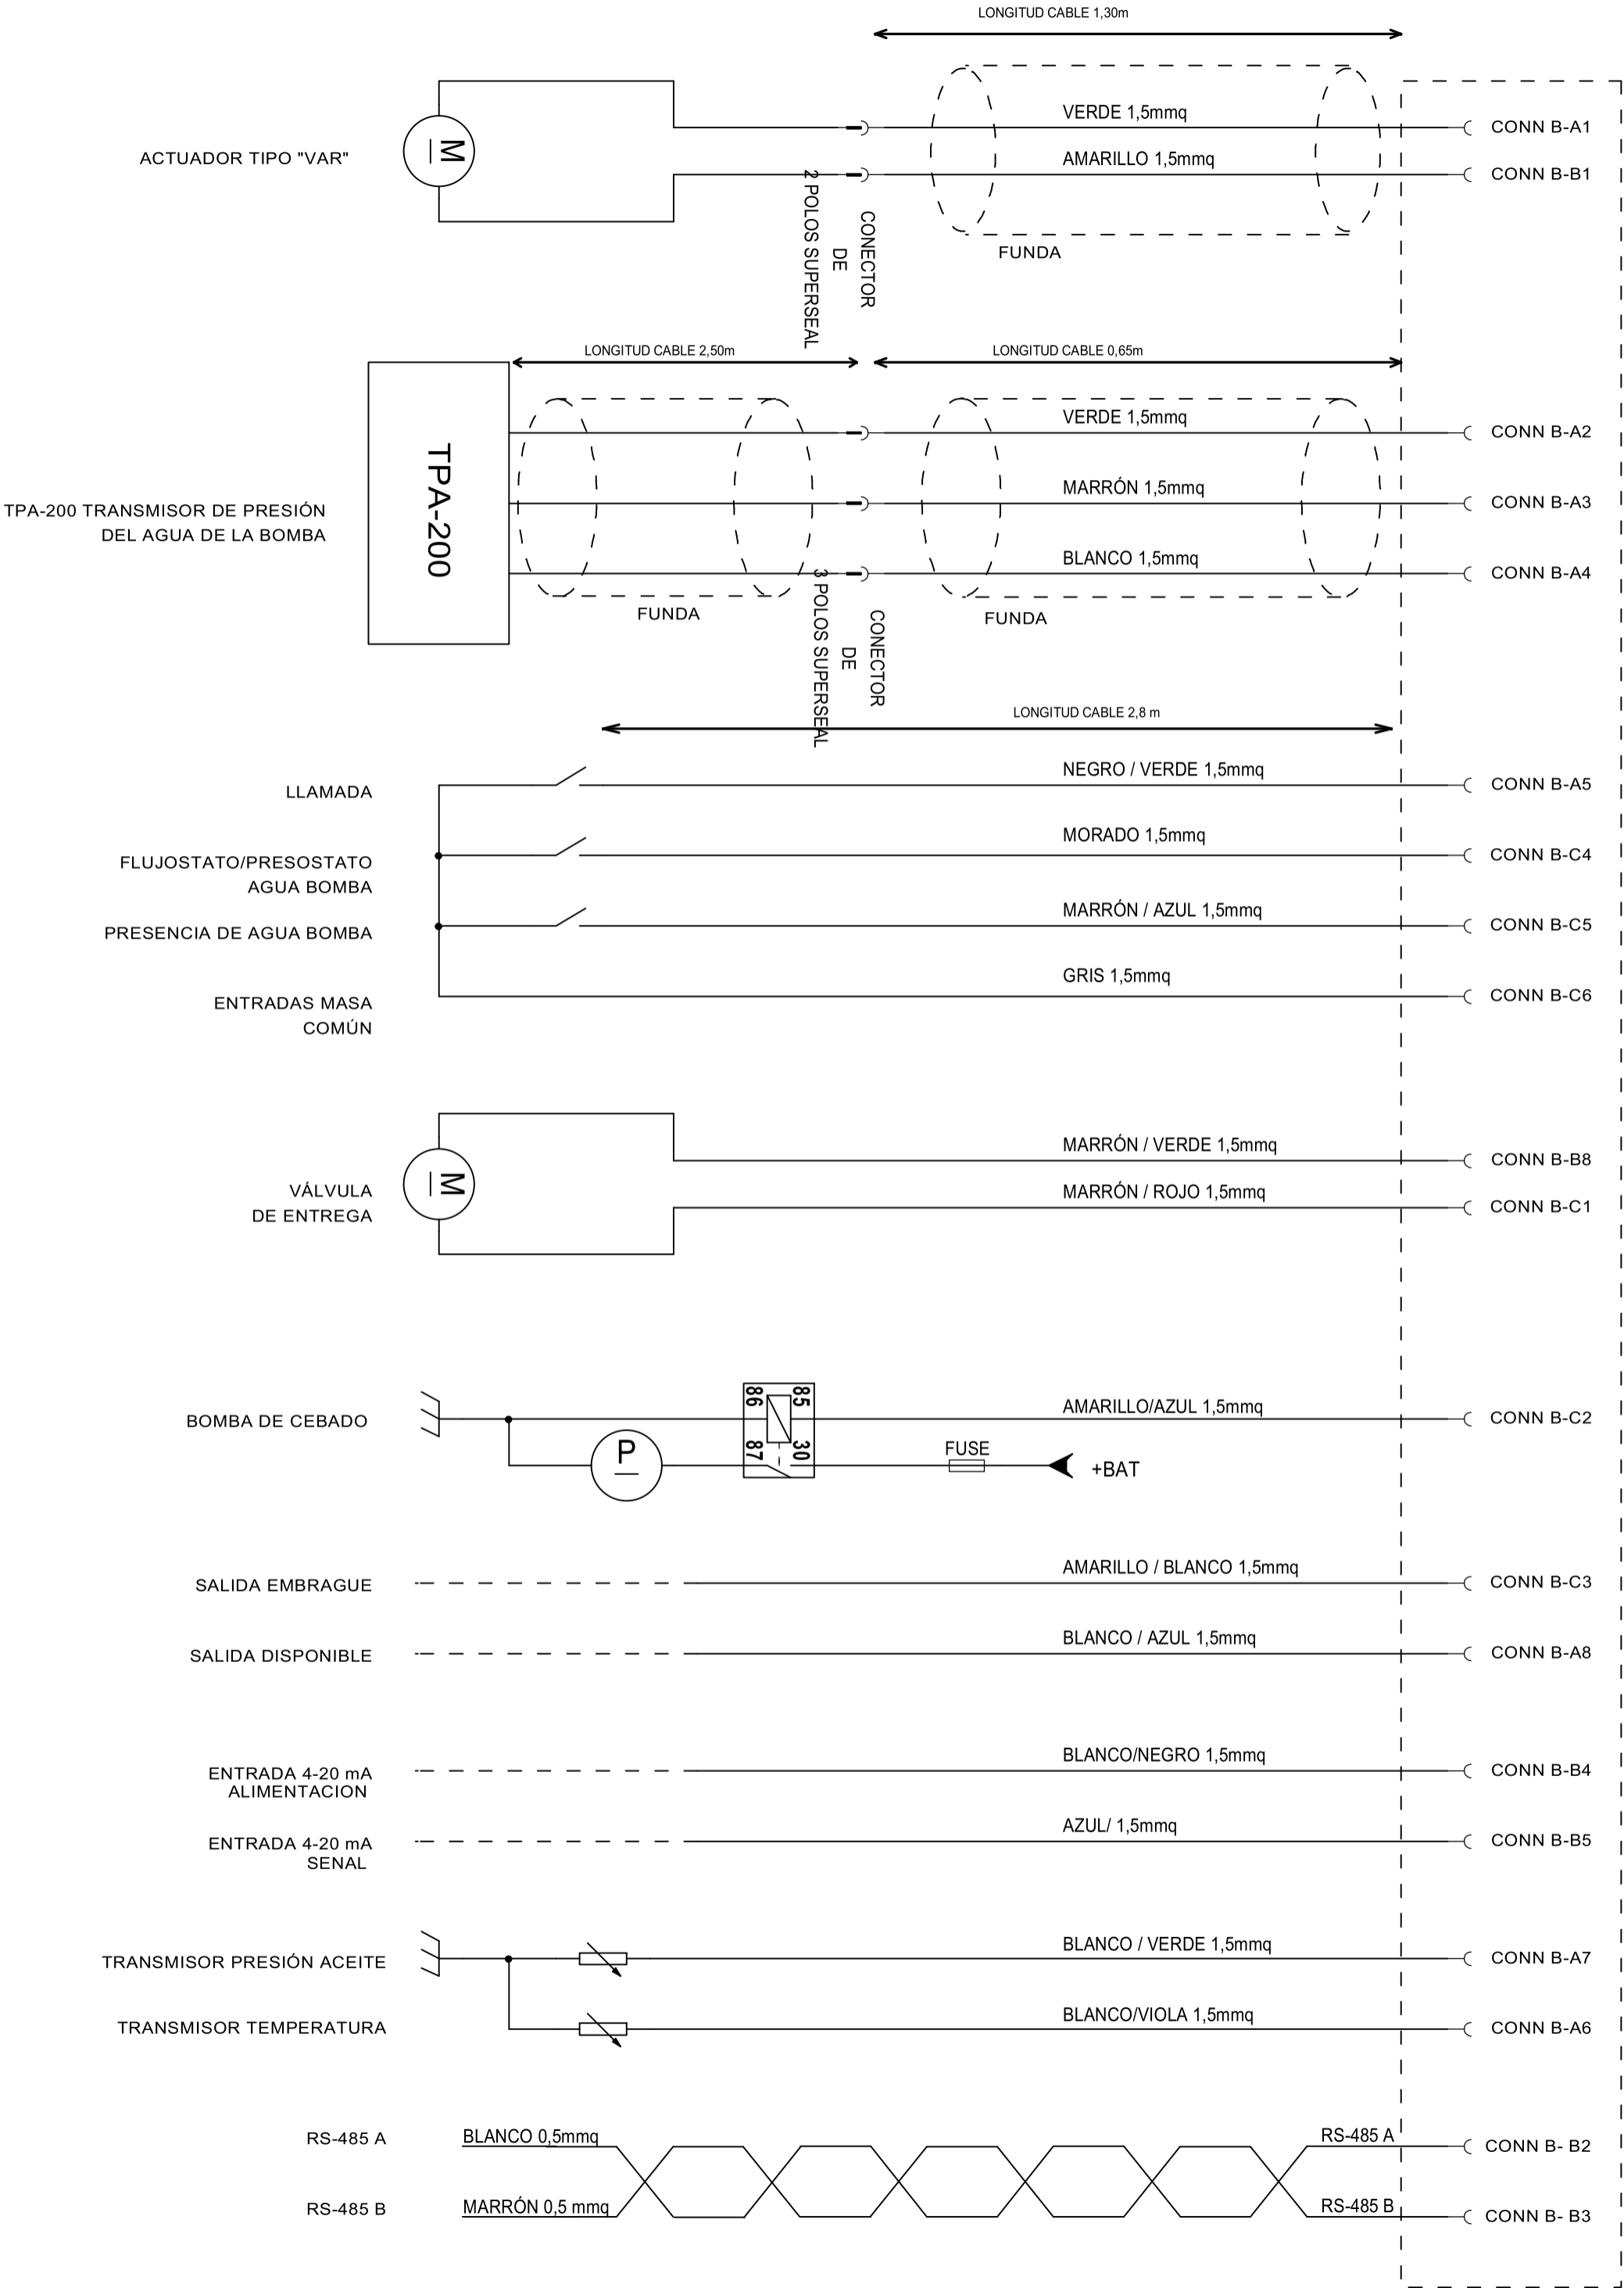 LONGITUD CABLE 1,30m
VERDE 1,5mmq
CONN B-A1
ACTUADOR TIPO "VAR"
M
AMARILLO 1,5mmq
CONN B-B1
CONECTOR
DE
2 POLOS SUPERSEAL
FUNDA
LONGITUD CABLE 2,50m
LONGITUD CABLE 0,65m
TPA-200
VERDE 1,5mmq
CONN B-A2
TPA-200 TRANSMISOR DE PRESIÓN
DEL AGUA DE LA BOMBA
MARRÓN 1,5mmq
CONN B-A3
BLANCO 1,5mmq
CONN B-A4
FUNDA
FUNDA
CONECTOR
DE
3 POLOS SUPERSEAL
LONGITUD CABLE 2,8 m
LLAMADA
NEGRO / VERDE 1,5mmq
CONN B-A5
FLUJOSTATO/PRESOSTATO
AGUA BOMBA
MORADO 1,5mmq
CONN B-C4
PRESENCIA DE AGUA BOMBA
MARRÓN / AZUL 1,5mmq
CONN B-C5
ENTRADAS MASA
COMÚN
GRIS 1,5mmq
CONN B-C6
VÁLVULA
DE ENTREGA
M
MARRÓN / VERDE 1,5mmq
CONN B-B8
MARRÓN / ROJO 1,5mmq
CONN B-C1
BOMBA DE CEBADO
86
85
87
30
P
AMARILLO/AZUL 1,5mmq
CONN B-C2
FUSE
+BAT
SALIDA EMBRAGUE
AMARILLO / BLANCO 1,5mmq
CONN B-C3
SALIDA DISPONIBLE
BLANCO / AZUL 1,5mmq
CONN B-A8
ENTRADA 4-20 mA
ALIMENTACION
BLANCO/NEGRO 1,5mmq
CONN B-B4
ENTRADA 4-20 mA
SENAL
AZUL/ 1,5mmq
CONN B-B5
TRANSMISOR PRESIÓN ACEITE
BLANCO / VERDE 1,5mmq
CONN B-A7
TRANSMISOR TEMPERATURA
BLANCO/VIOLA 1,5mmq
CONN B-A6
RS-485 A
BLANCO 0,5mmq
RS-485 A
CONN B- B2
RS-485 B
MARRÓN 0,5 mmq
RS-485 B
CONN B- B3